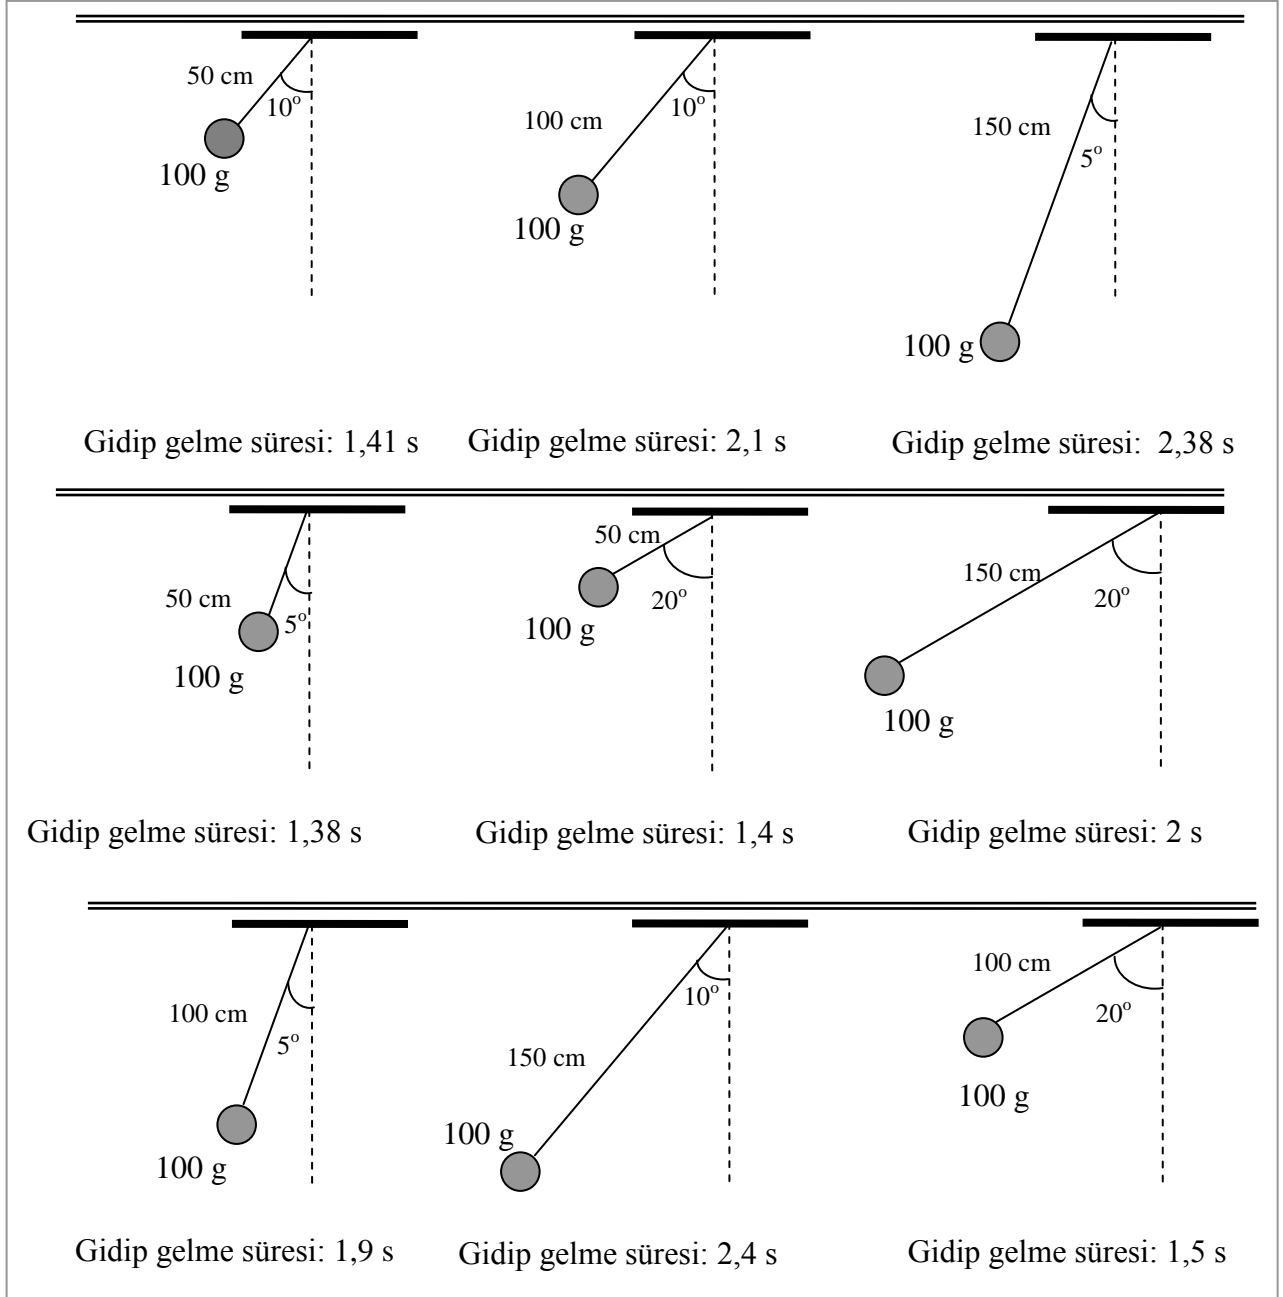 50 cm
10°
100 g
100 cm
10°
100 g
150 cm
5°
100 g
Gidip gelme süresi: 1,41 s
Gidip gelme süresi: 2,1 s
Gidip gelme süresi: 2,38 s
50 cm
5°
100 g
50 cm
20°
100 g
150 cm
20°
100 g
Gidip gelme süresi: 1,38 s
Gidip gelme süresi: 1,4 s
Gidip gelme süresi: 2 s
100 cm
5°
100 g
10°
150 cm
100 g
100 cm
20°
100 g
Gidip gelme süresi: 1,9 s
Gidip gelme süresi: 2,4 s
Gidip gelme süresi: 1,5 s